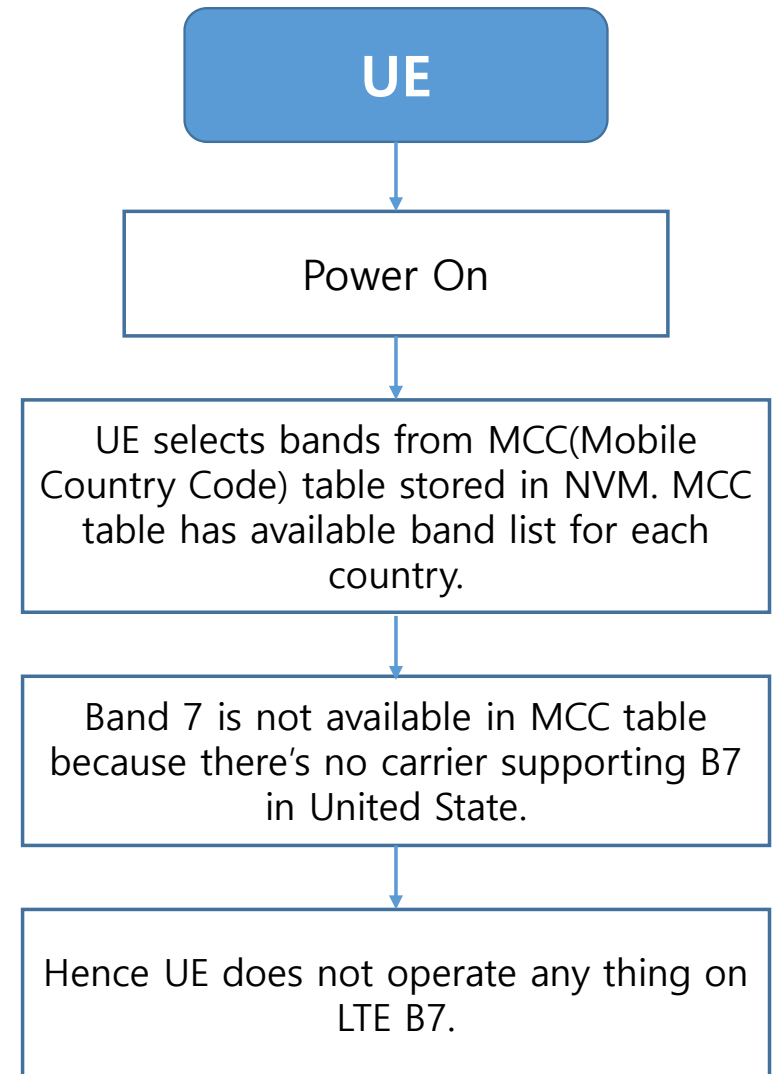 UE
Power On
UE selects bands from MCC(Mobile
Country Code) table stored in NVM. MCC
table has available band list for each
country.
Band 7 is not available in MCC table
because there’s no carrier supporting B7
in United State.
Hence UE does not operate any thing on
LTE B7.